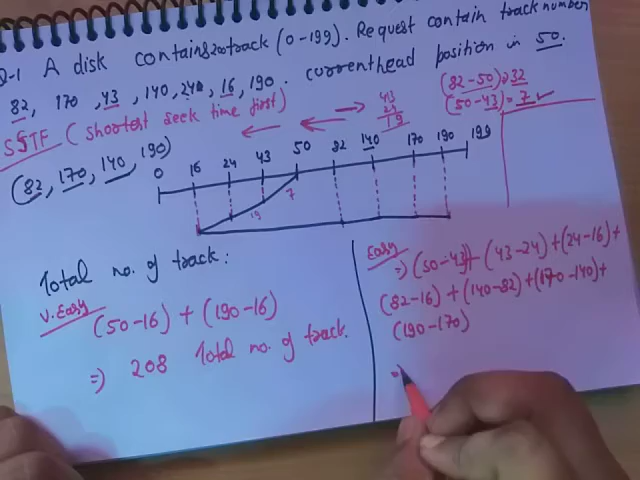 Q-1 A disk contains 200 track (0-199). Request contain track number
82, 170, 43, 140, 24, 16, 190. current head position in 50.
SSTF (shortest seek time first)
(82-50)=32
(50-43)=7
43
24
19
(82, 170, 140, 190)
0 16 24 43 50 82 140 170 190 199
19 7
Total no. of track:
V. Easy
(50-16) + (190-16)
=) 208 Total no. of track.
Easy
=) (50-43)+(43-24)+(24-16)+
(82-16)+(140-82)+(170-140)+
(190-170)